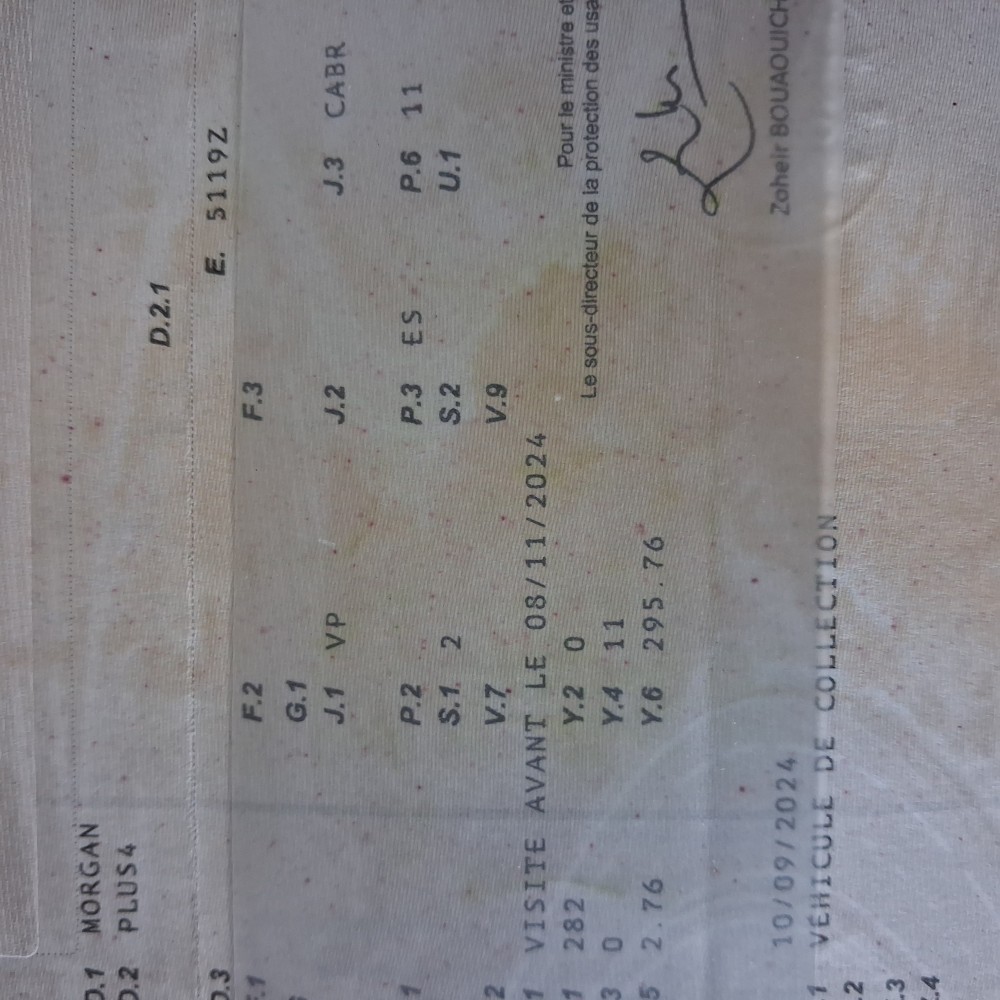 D.1 MORGAN
D.2 PLUS4
D.2.1
D.3 E. 5119Z
F.1 F.2 F.3
G.1
J.1 VP J.2 J.3 CABR
P.2 P.3 ES P.6 11
S.1 2 S.2 U.1
V.7 V.9
VISITE AVANT LE 08/11/2024
282 Y.2 0 Pour le ministre et
0 Y.4 11 Le sous-directeur de la protection des usa
2.76 Y.6 295.76
Zoheir BOUAOUICH
10/09/2024
VEHICULE DE COLLECTION